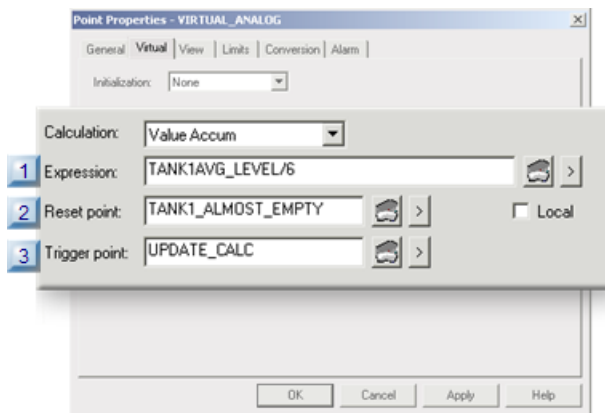 Point Properties - VIRTUAL_ANALOG
General Virtual View Limits Conversion Alarm
Initialization: None
Calculation: Value Accum
1 Expression: TANK1AVG_LEVEL/6 >
2 Reset point: TANK1_ALMOST_EMPTY > Local
3 Trigger point: UPDATE_CALC >
OK Cancel Apply Help